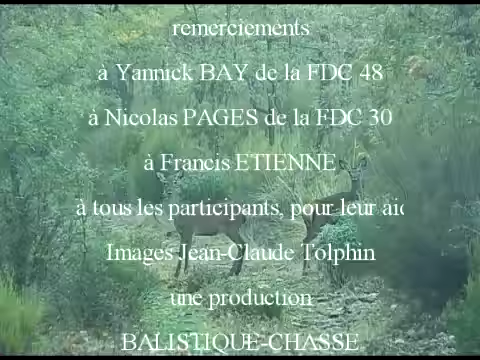 remerciements
à Yannick BAY de la FDC 48
à Nicolas PAGES de la FDC 30
à Francis ETIENNE
à tous les participants, pour leur aid
Images Jean-Claude Tolphin
une production
BALISTIQUE-CHASSE